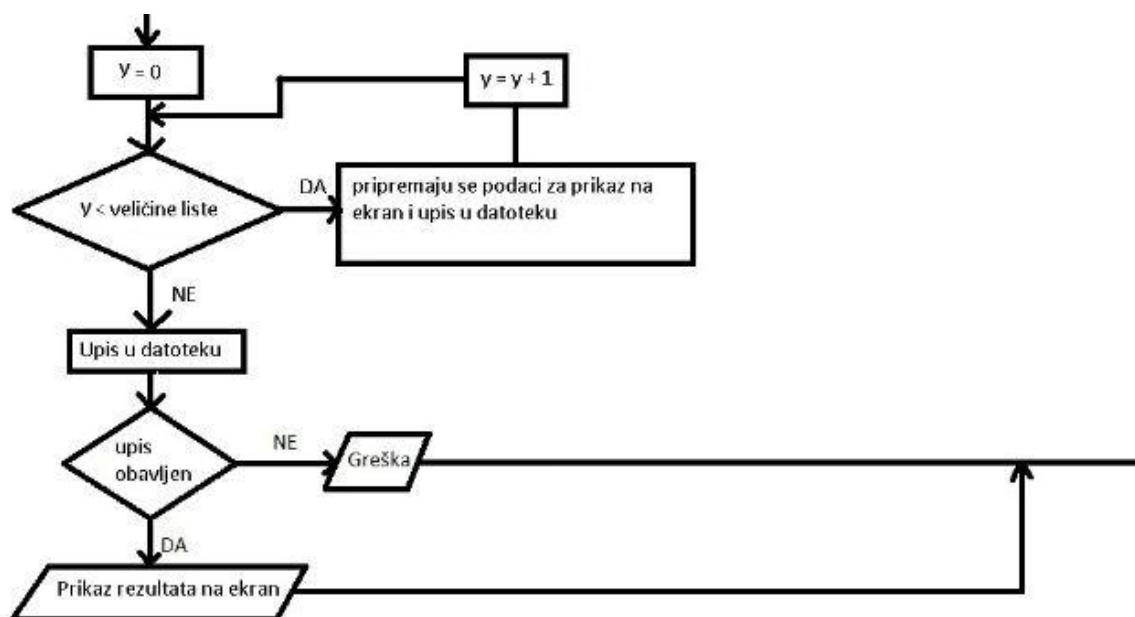 y = 0
y = y + 1
y < veličine liste
DA
pripremaju se podaci za prikaz na
ekran i upis u datoteku
NE
Upis u datoteku
upis
obavljen
NE
Greška
DA
Prikaz rezultata na ekran